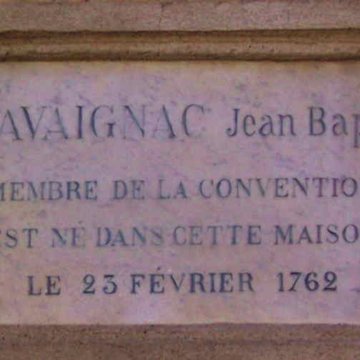 AVAIGNAC Jean Bap
MEMBRE DE LA CONVENTIO
EST NÉ DANS CETTE MAISO
LE 23 FÉVRIER 1762